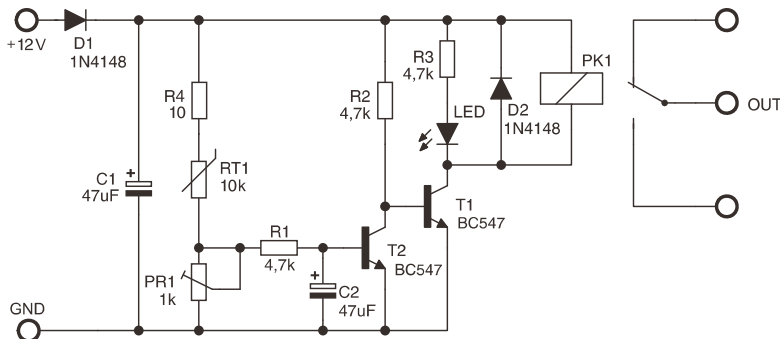 +12V
D1
1N4148
R4
10
RT1
10k
C1
+
47uF
PR1
1k
R1
4,7k
+
C2
47uF
R2
4,7k
R3
4,7k
LED
D2
1N4148
PK1
T1
BC547
T2
BC547
OUT
GND